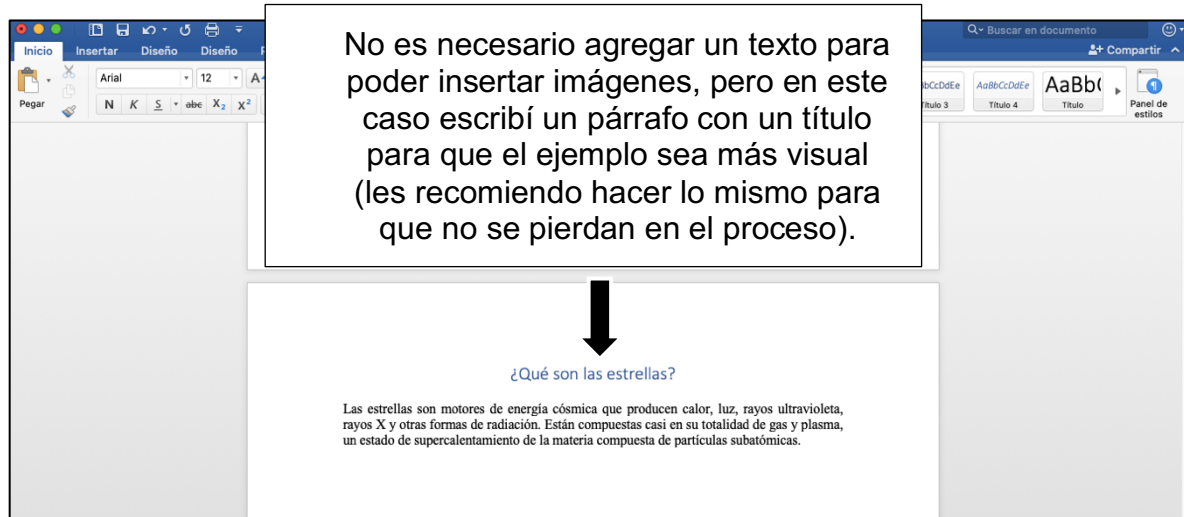 Buscar en documento
Inicio Insertar Diseño Diseño
Compartir
Arial 12
Pegar
N K S abc X₂ X²
AaBbCcDdEe AaBb(
Título 3 Título 4 Título Panel de
estilos
No es necesario agregar un texto para
poder insertar imágenes, pero en este
caso escribí un párrafo con un título
para que el ejemplo sea más visual
(les recomiendo hacer lo mismo para
que no se pierdan en el proceso).
¿Qué son las estrellas?
Las estrellas son motores de energía cósmica que producen calor, luz, rayos ultravioleta,
rayos X y otras formas de radiación. Están compuestas casi en su totalidad de gas y plasma,
un estado de supercalentamiento de la materia compuesta de partículas subatómicas.